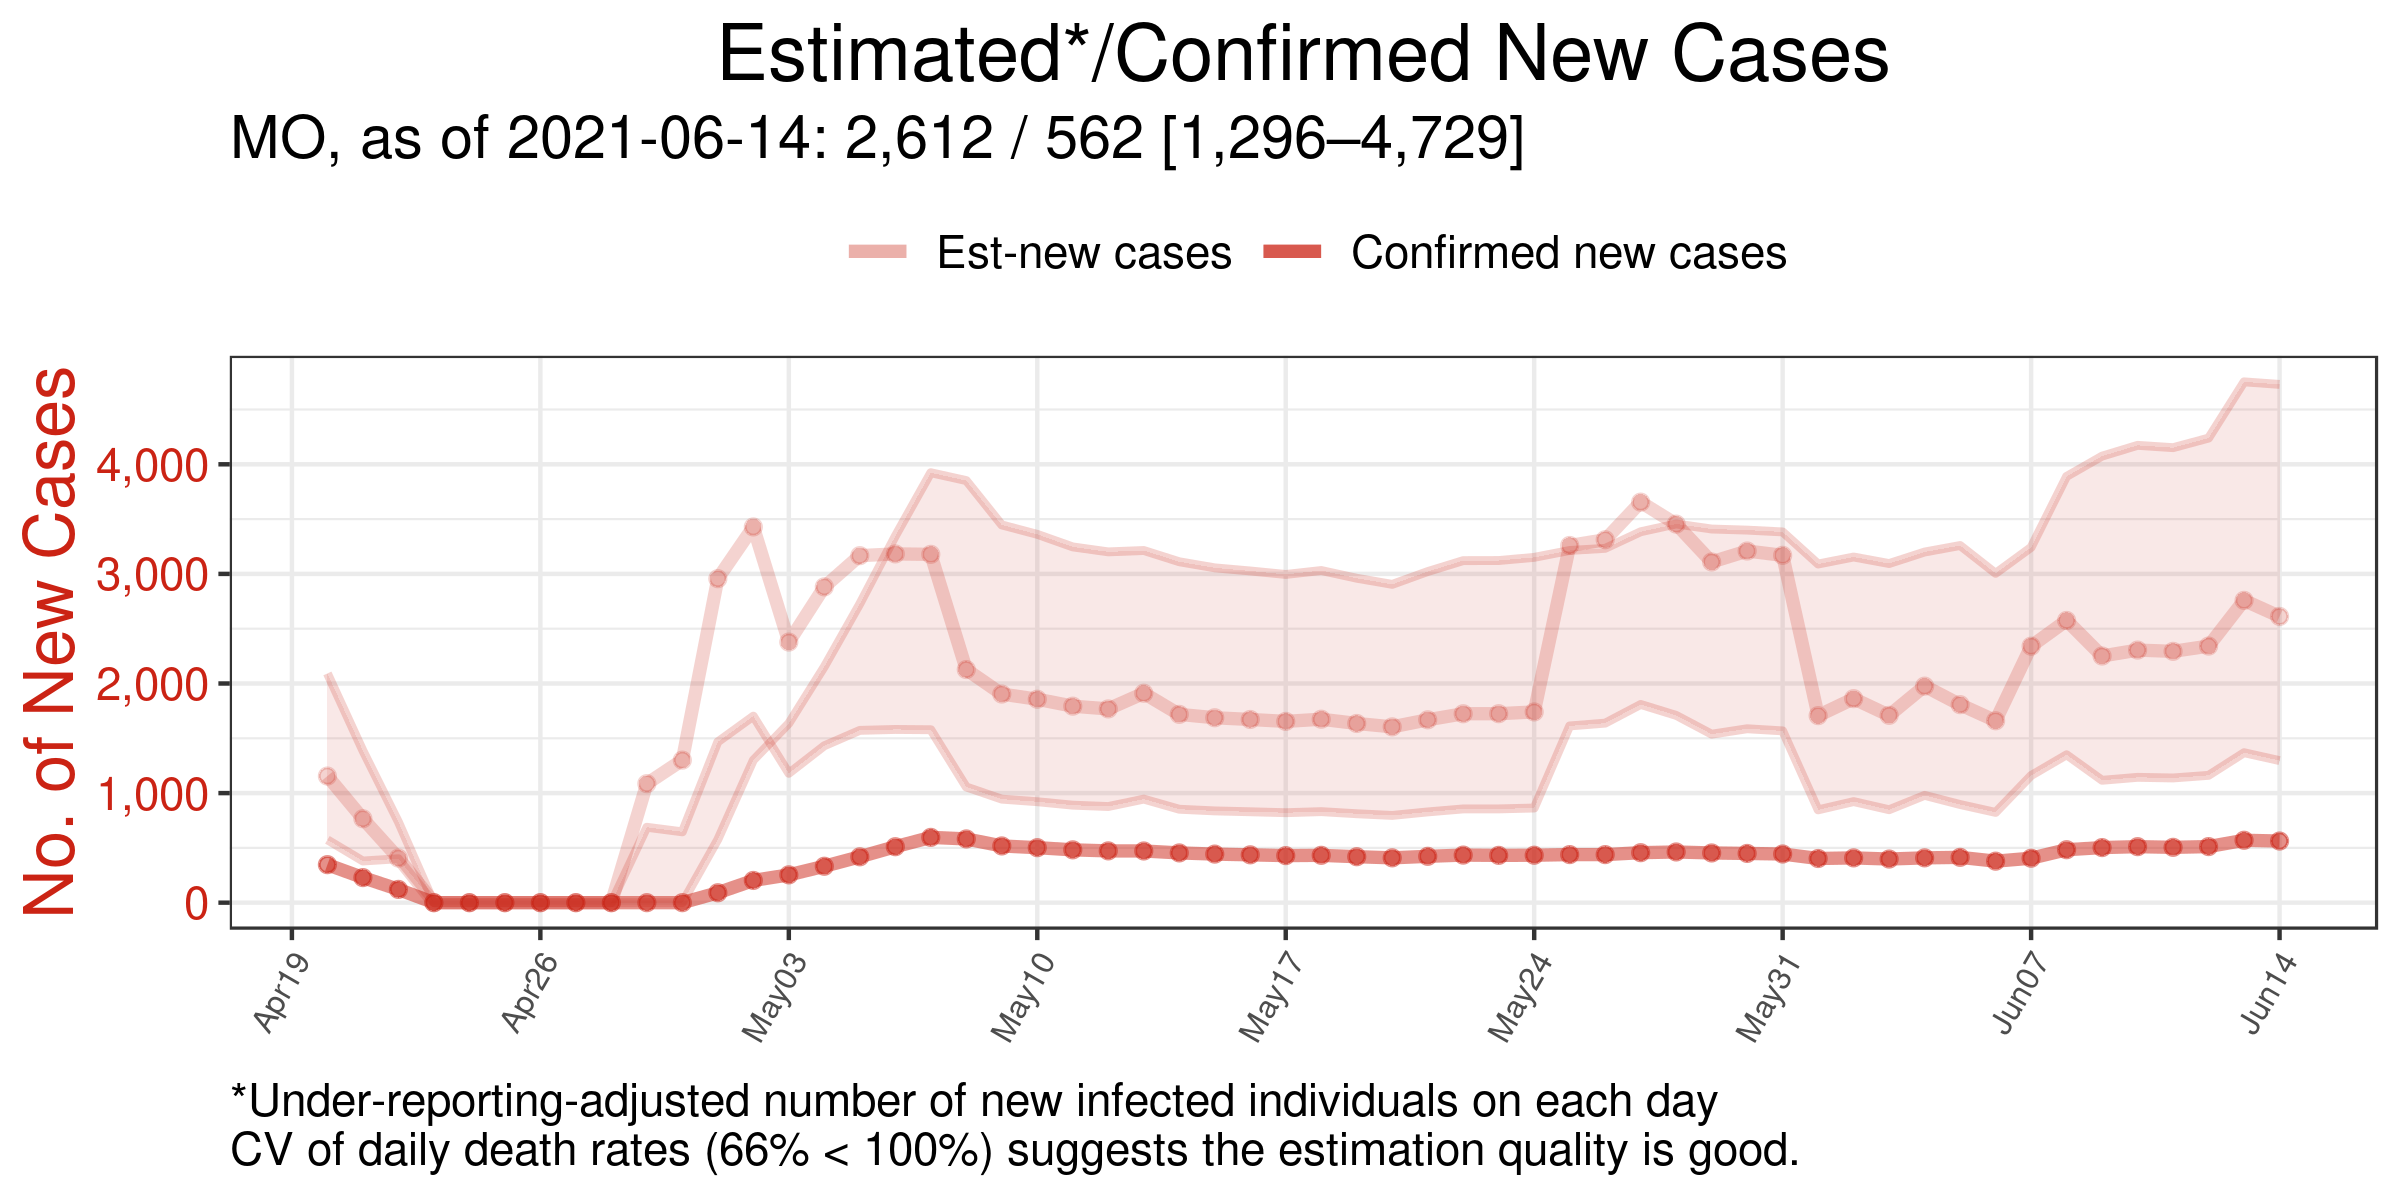 Estimated*/Confirmed New Cases
MO, as of 2021-06-14: 2,612 / 562 [1,296–4,729]
Est-new cases
Confirmed new cases
No. of New Cases
4,000
3,000
2,000
1,000
0
Apr19
Apr26
May03
May10
May17
May24
May31
Jun07
Jun14
*Under-reporting-adjusted number of new infected individuals on each day
CV of daily death rates (66% < 100%) suggests the estimation quality is good.